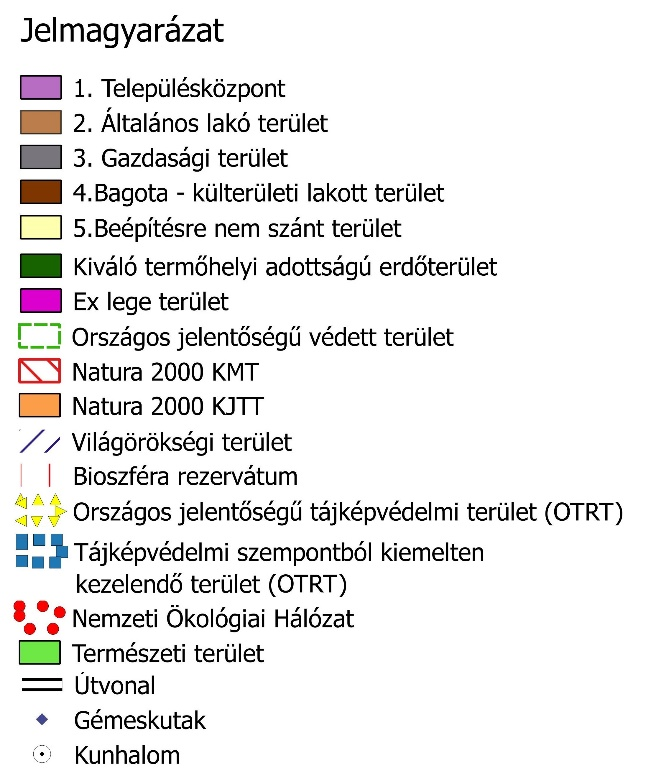 Jelmagyarázat
1. Településközpont
2. Általános lakó terület
3. Gazdasági terület
4.Bagota - külterületi lakott terület
5.Beépítésre nem szánt terület
Kiváló termőhelyi adottságú erdőterület
Ex lege terület
Országos jelentőségű védett terület
Natura 2000 KMT
Natura 2000 KJTT
Világörökségi terület
Bioszféra rezervátum
Országos jelentőségű tájképvédelmi terület (OTRT)
Tájképvédelmi szempontból kiemelten
kezelendő terület (OTRT)
Nemzeti Ökológiai Hálózat
Természeti terület
Útvonal
Gémeskutak
Kunhalom